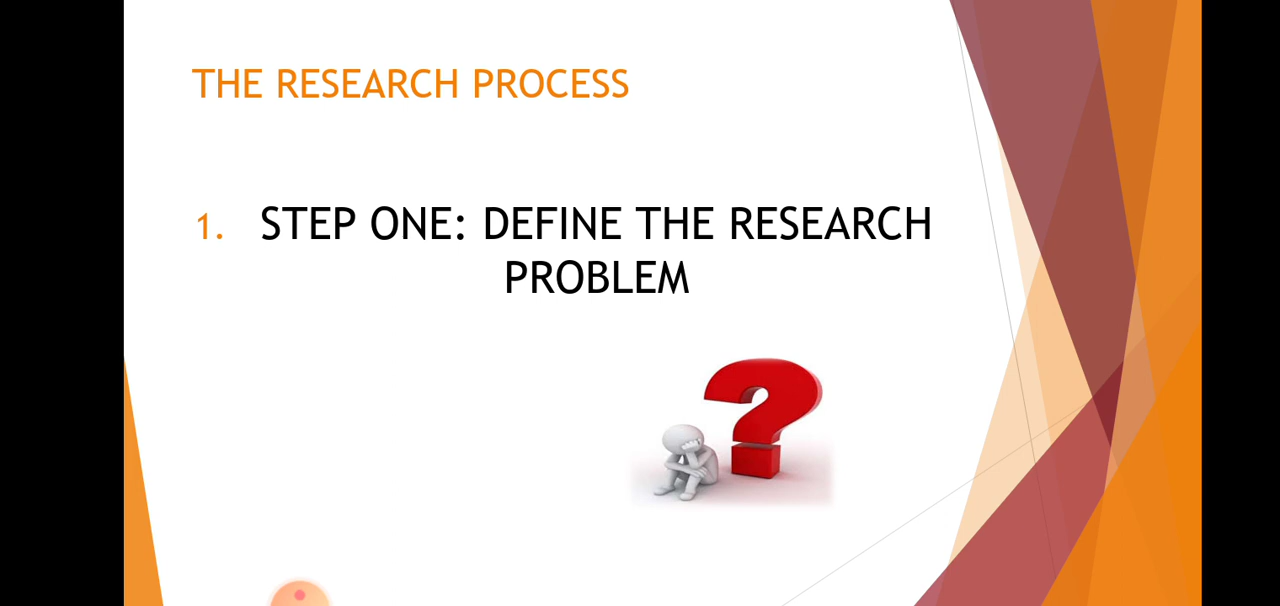 THE RESEARCH PROCESS
1. STEP ONE: DEFINE THE RESEARCH
PROBLEM